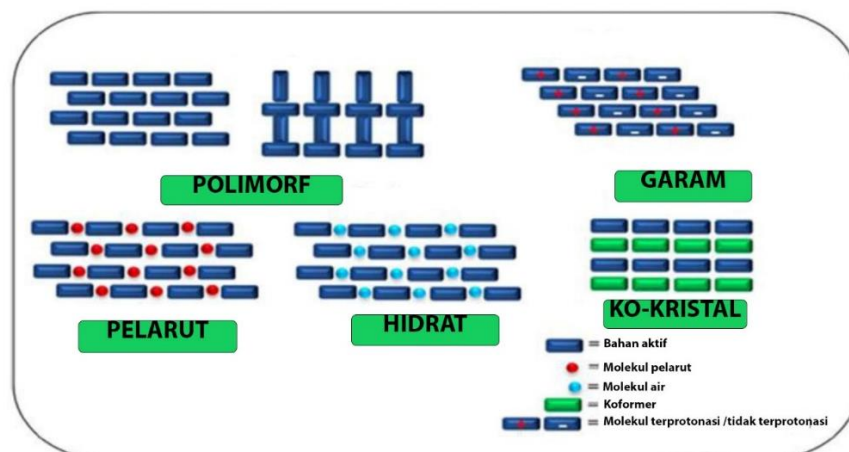 POLIMORF
GARAM
PELARUT
HIDRAT
KO-KRISTAL
= Bahan aktif
= Molekul pelarut
= Molekul air
= Koformer
= Molekul terprotonasi /tidak terprotonasi